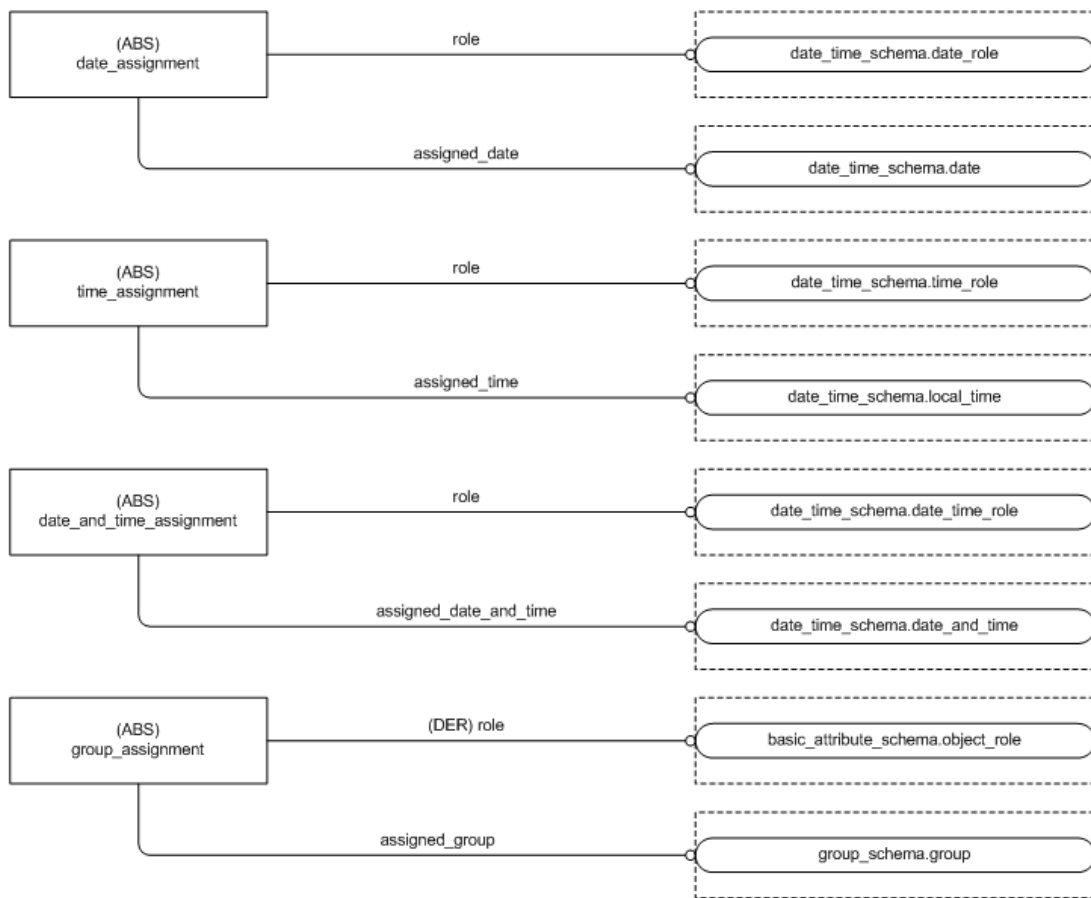 (ABS)
date_assignment
role
date_time_schema.date_role
assigned_date
date_time_schema.date
(ABS)
time_assignment
role
date_time_schema.time_role
assigned_time
date_time_schema.local_time
(ABS)
date_and_time_assignment
role
date_time_schema.date_time_role
assigned_date_and_time
date_time_schema.date_and_time
(ABS)
group_assignment
(DER) role
basic_attribute_schema.object_role
assigned_group
group_schema.group